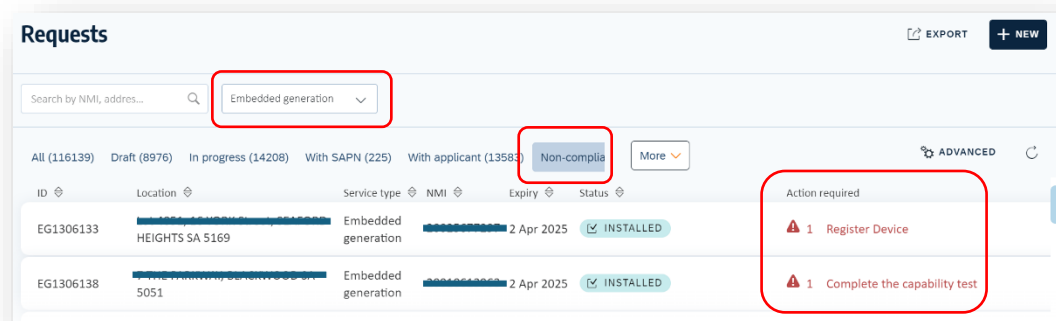 Requests
EXPORT
+ NEW
Search by NMI, addres...
Embedded generation
All (116139) Draft (8976) In progress (14208) With SAPN (225) With applicant (13583) Non-complia More
ADVANCED
ID Location Service type NMI Expiry Status Action required
EG1306133 HEIGHTS SA 5169 Embedded generation 2 Apr 2025 INSTALLED 1 Register Device
EG1306138 5051 Embedded generation 2 Apr 2025 INSTALLED 1 Complete the capability test